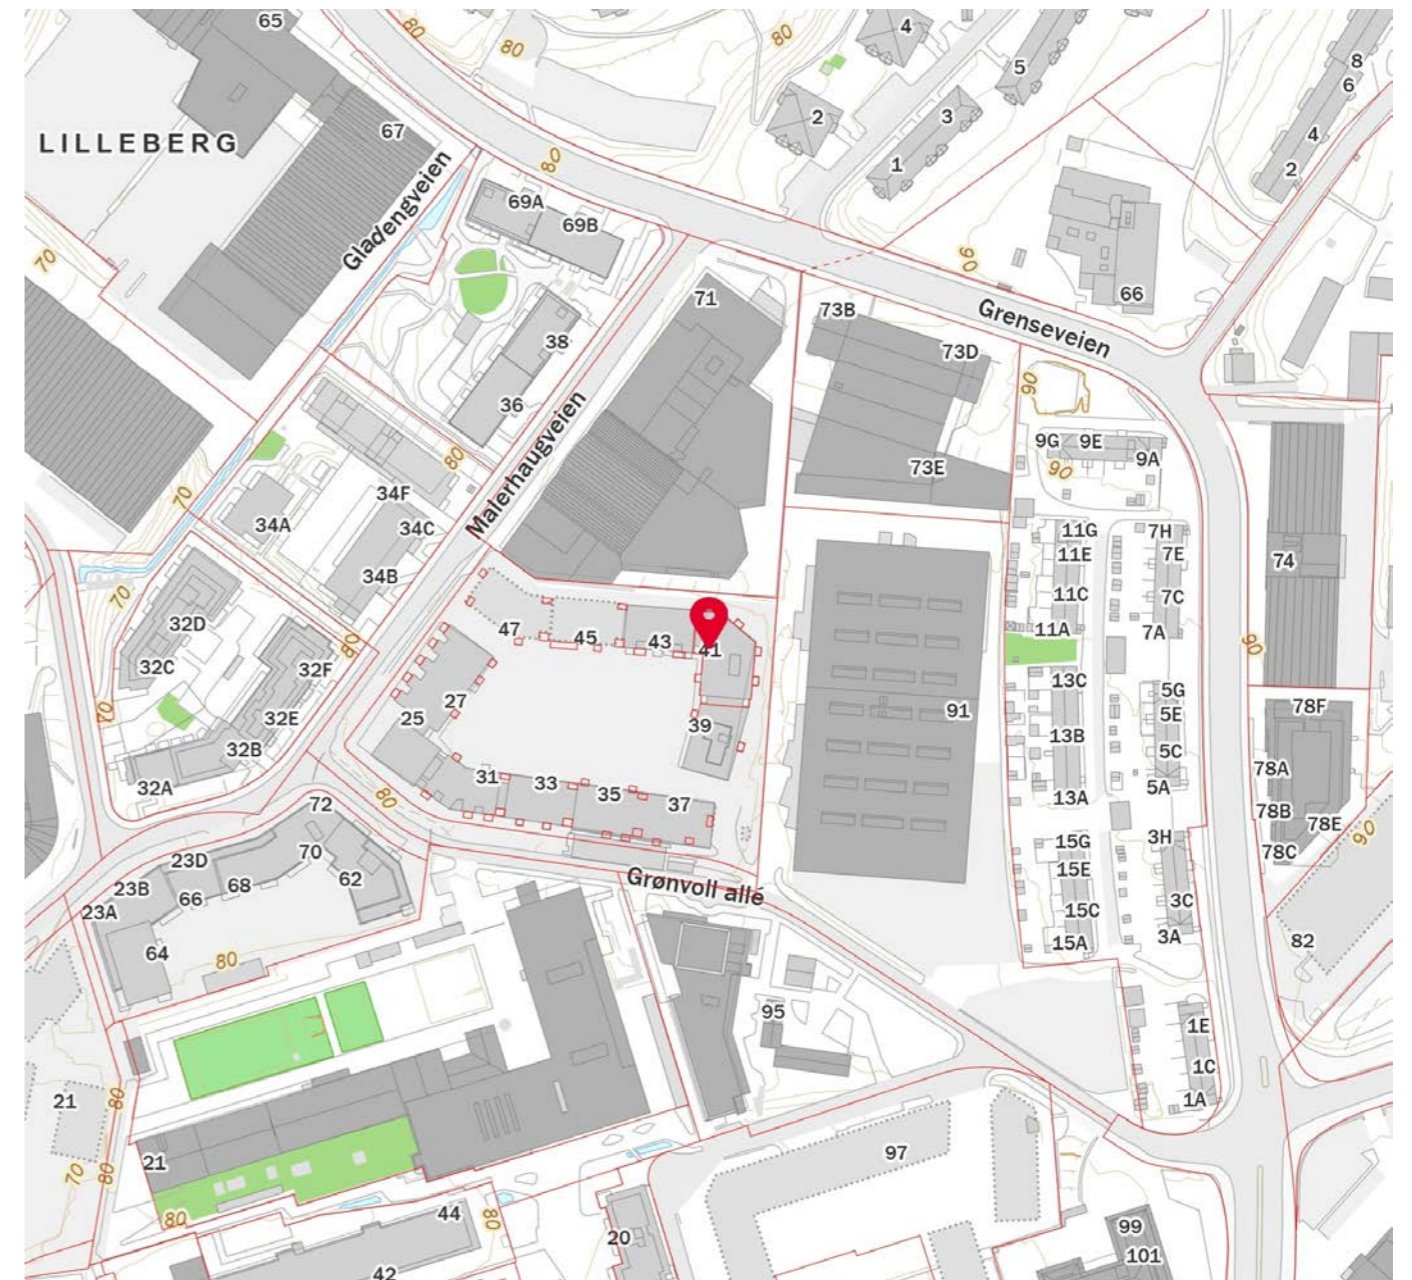 65
80
80
80
4
5
8
6
67
2
3
4
LILLEBERG
1
2
80
Gladengveien
69A
69B
70
90
66
71
73B
Grenseveien
38
73D
90
36
Malerhaugveien
9G
9E
9A
80
73E
90
70
34F
34A
34C
11G
7H
11E
7E
74
34B
11C
7C
70
32D
47
45
43
41
11A
7A
80
90
32C
32F
13C
5G
27
70
25
32E
39
91
13B
5E
78F
32B
5C
32A
31
33
35
37
13A
5A
78A
78B
80
72
78E
90
23D
70
15G
3H
78C
23B
68
62
15E
66
Grønvoll allé
23A
15C
3C
64
15A
3A
82
80
95
1E
1C
21
80
1A
97
21
70
80
80
44
80
20
99
101
42